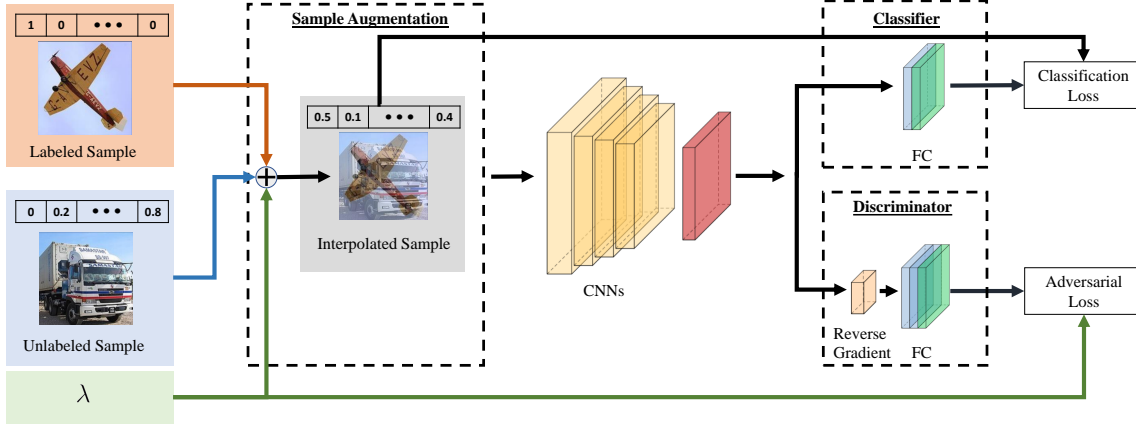 Sample Augmentation
Classifier
1 0 • • • 0
Labeled Sample
0.5 0.1 • • • 0.4
Interpolated Sample
CNNs
FC
Classification
Loss
0 0.2 • • • 0.8
Unlabeled Sample
Discriminator
Reverse
Gradient
FC
Adversarial
Loss
λ